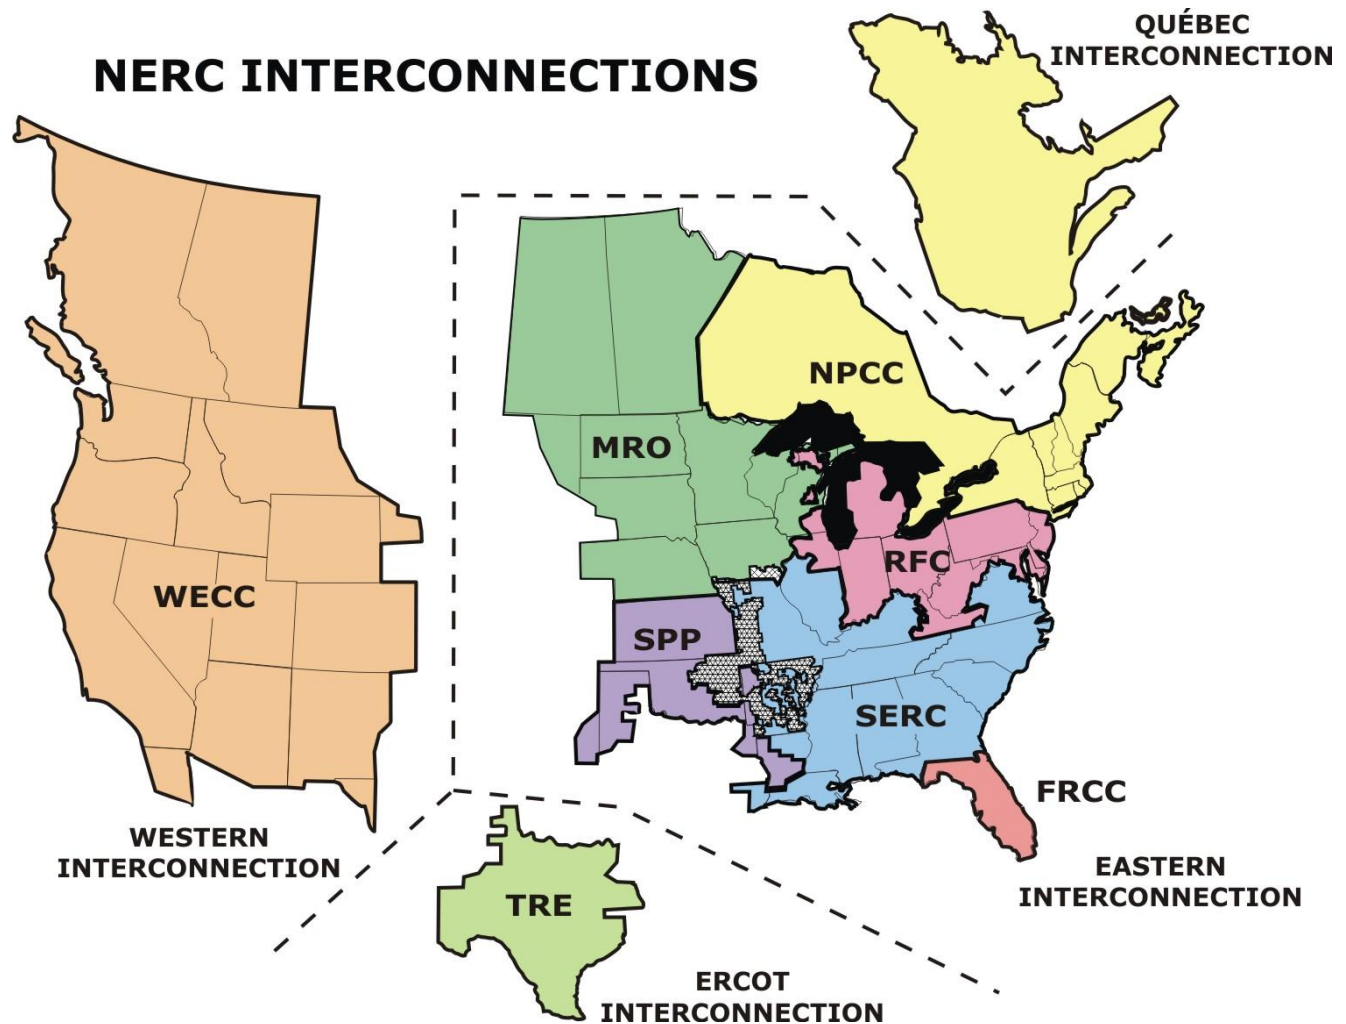 NERC INTERCONNECTIONS
QUÉBEC
INTERCONNECTION
NPCC
MRO
RFC
WECC
SPP
SERC
FRCC
WESTERN
INTERCONNECTION
EASTERN
INTERCONNECTION
TRE
ERCOT
INTERCONNECTION